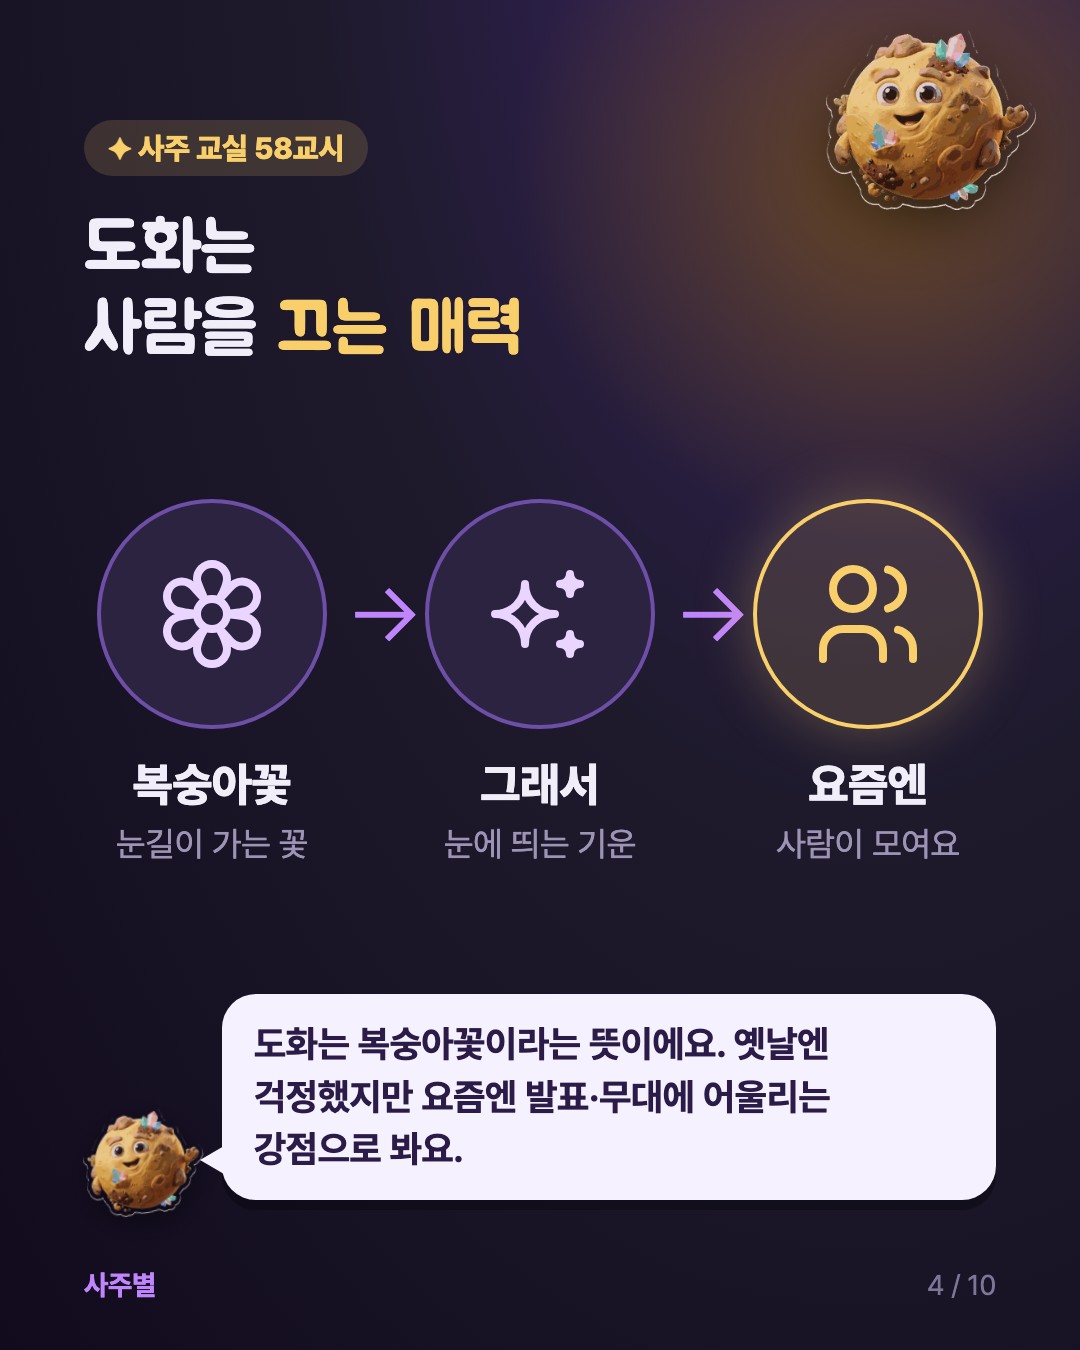 사주 교실 58교시
도화는
사람을 끄는 매력
복숭아꽃
눈길이 가는 꽃
그래서
눈에 띄는 기운
요즘엔
사람이 모여요
도화는 복숭아꽃이라는 뜻이에요. 옛날엔
걱정했지만 요즘엔 발표·무대에 어울리는
강점으로 봐요.
사주별
4 / 10